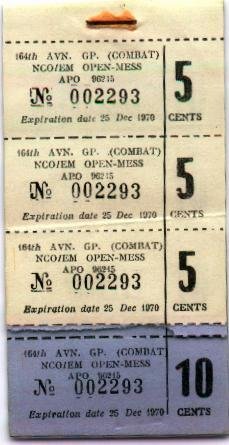 164th AVN. GP. (COMBAT)
NCO/EM OPEN-MESS
APO 96215
№ 002293
Expiration date 25 Dec 1970
5
CENTS
164th AVN. GP. (COMBAT)
NCO/EM OPEN-MESS
APO 96215
№ 002293
Expiration date 25 Dec 1970
5
CENTS
164th AVN. GP. (COMBAT)
NCO/EM OPEN-MESS
APO 96215
№ 002293
Expiration date 25 Dec 1970
5
CENTS
164th AVN. GP. (COMBAT)
NCO/EM OPEN-MESS
APO 96215
№ 002293
Expiration date 25 Dec 1970
10
CENTS